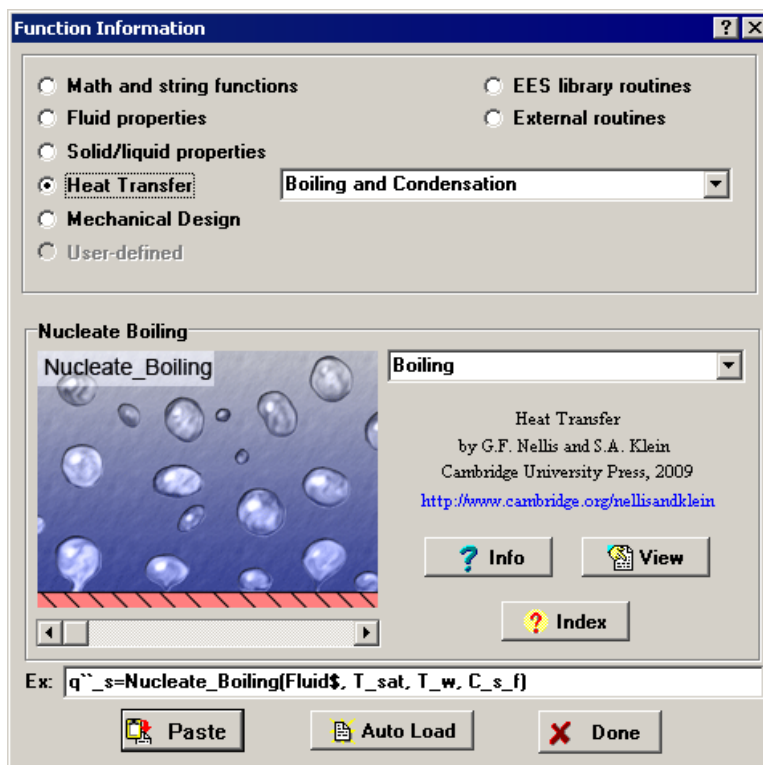 Function Information
Math and string functions
EES library routines
Fluid properties
External routines
Solid/liquid properties
Heat Transfer
Boiling and Condensation
Mechanical Design
User-defined
Nucleate Boiling
Nucleate_Boiling
Boiling
Heat Transfer
by G.F. Nellis and S.A. Klein
Cambridge University Press, 2009
http://www.cambridge.org/nellisandklein
? Info
View
? Index
Ex: q``_s=Nucleate_Boiling(Fluid$, T_sat, T_w, C_s_f)
Paste
Auto Load
Done